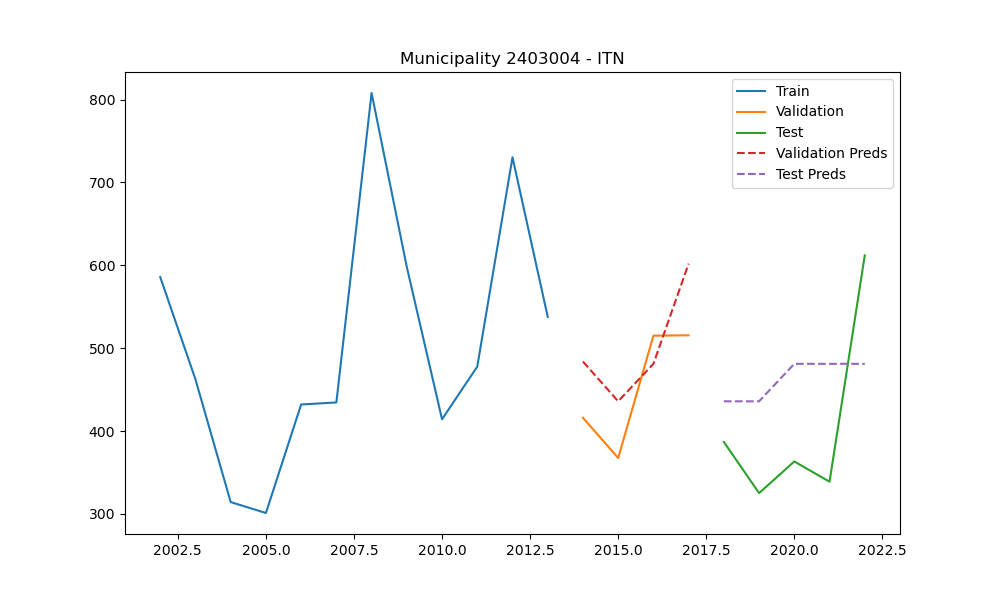 Municipality 2403004 - ITN
Train
Validation
Test
Validation Preds
Test Preds
800
700
600
500
400
300
2002.5 2005.0 2007.5 2010.0 2012.5 2015.0 2017.5 2020.0 2022.5